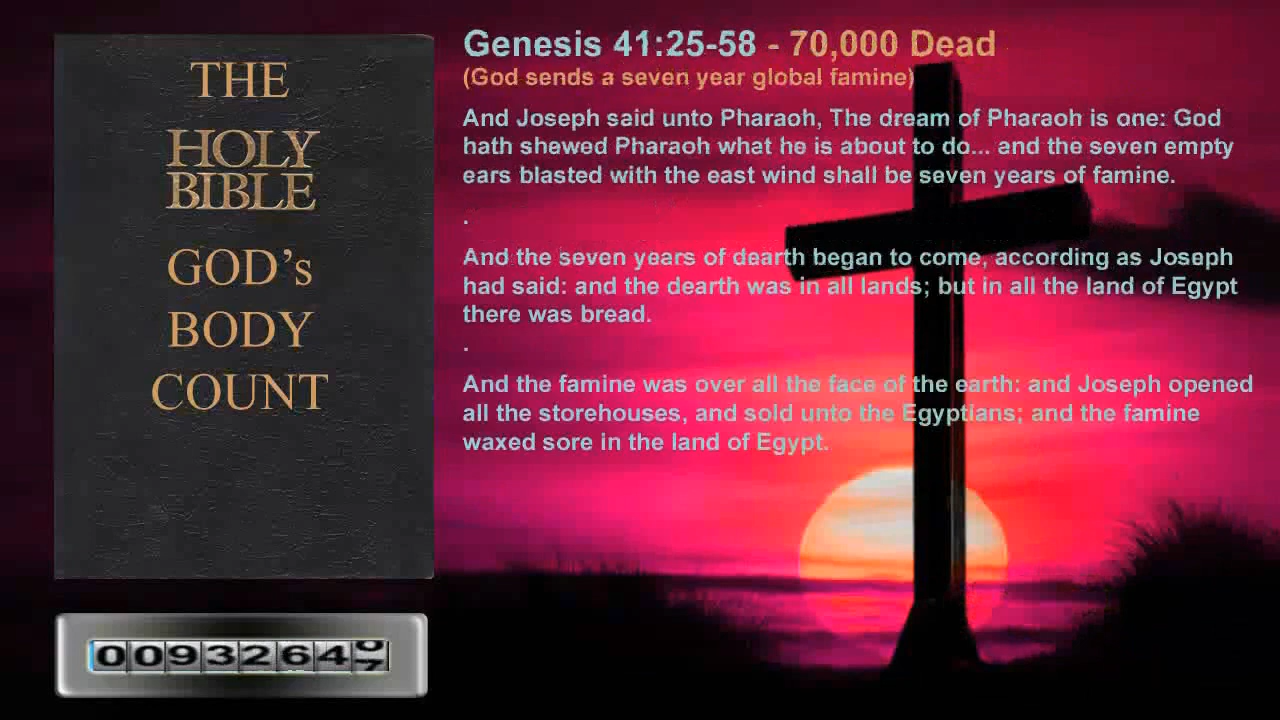 THE
HOLY
BIBLE
GOD's
BODY
COUNT
Genesis 41:25-58 - 70,000 Dead
(God sends a seven year global famine)
And Joseph said unto Pharaoh, The dream of Pharaoh is one: God
hath shewed Pharaoh what he is about to do... and the seven empty
ears blasted with the east wind shall be seven years of famine.
.
And the seven years of dearth began to come, according as Joseph
had said: and the dearth was in all lands; but in all the land of Egypt
there was bread.
.
And the famine was over all the face of the earth: and Joseph opened
all the storehouses, and sold unto the Egyptians; and the famine
waxed sore in the land of Egypt.
0093264